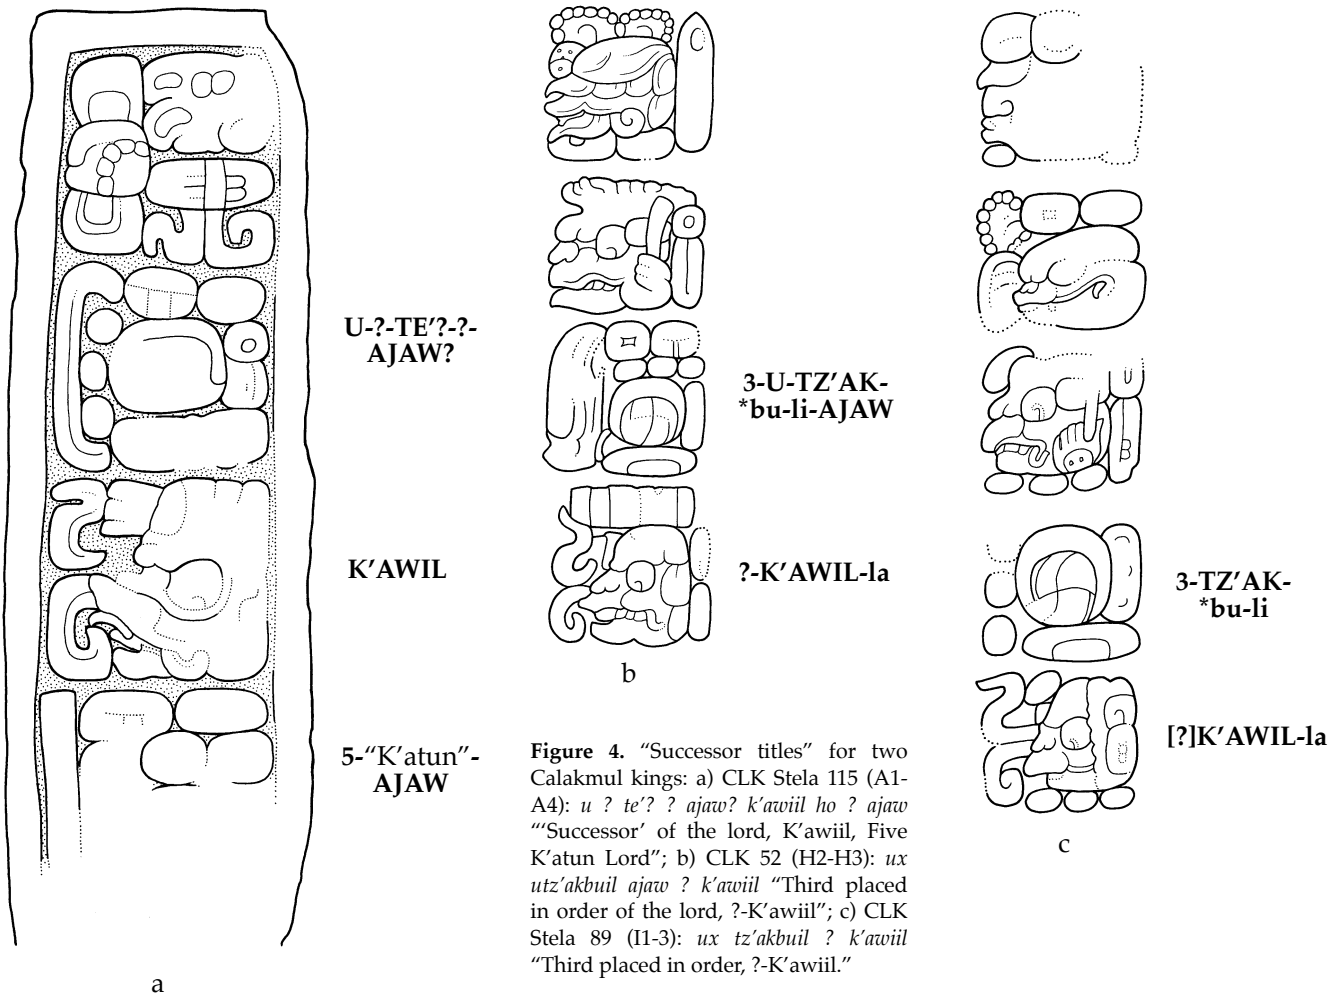 U-?-TE’?-?-
AJAW?
K’AWIL
5-“K’atun”-
AJAW
a
3-U-TZ’AK-
*bu-li-AJAW
?-K’AWIL-la
b
3-TZ’AK-
*bu-li
[?]K’AWIL-la
c
Figure 4. “Successor titles” for two
Calakmul kings: a) CLK Stela 115 (A1-
A4): u ? te’? ? ajaw? k’awiil ho ? ajaw
“‘Successor’ of the lord, K’awiil, Five
K’atun Lord”; b) CLK 52 (H2-H3): ux
utz’akbuil ajaw ? k’awiil “Third placed
in order of the lord, ?-K’awiil”; c) CLK
Stela 89 (I1-3): ux tz’akbuil ? k’awiil
“Third placed in order, ?-K’awiil.”